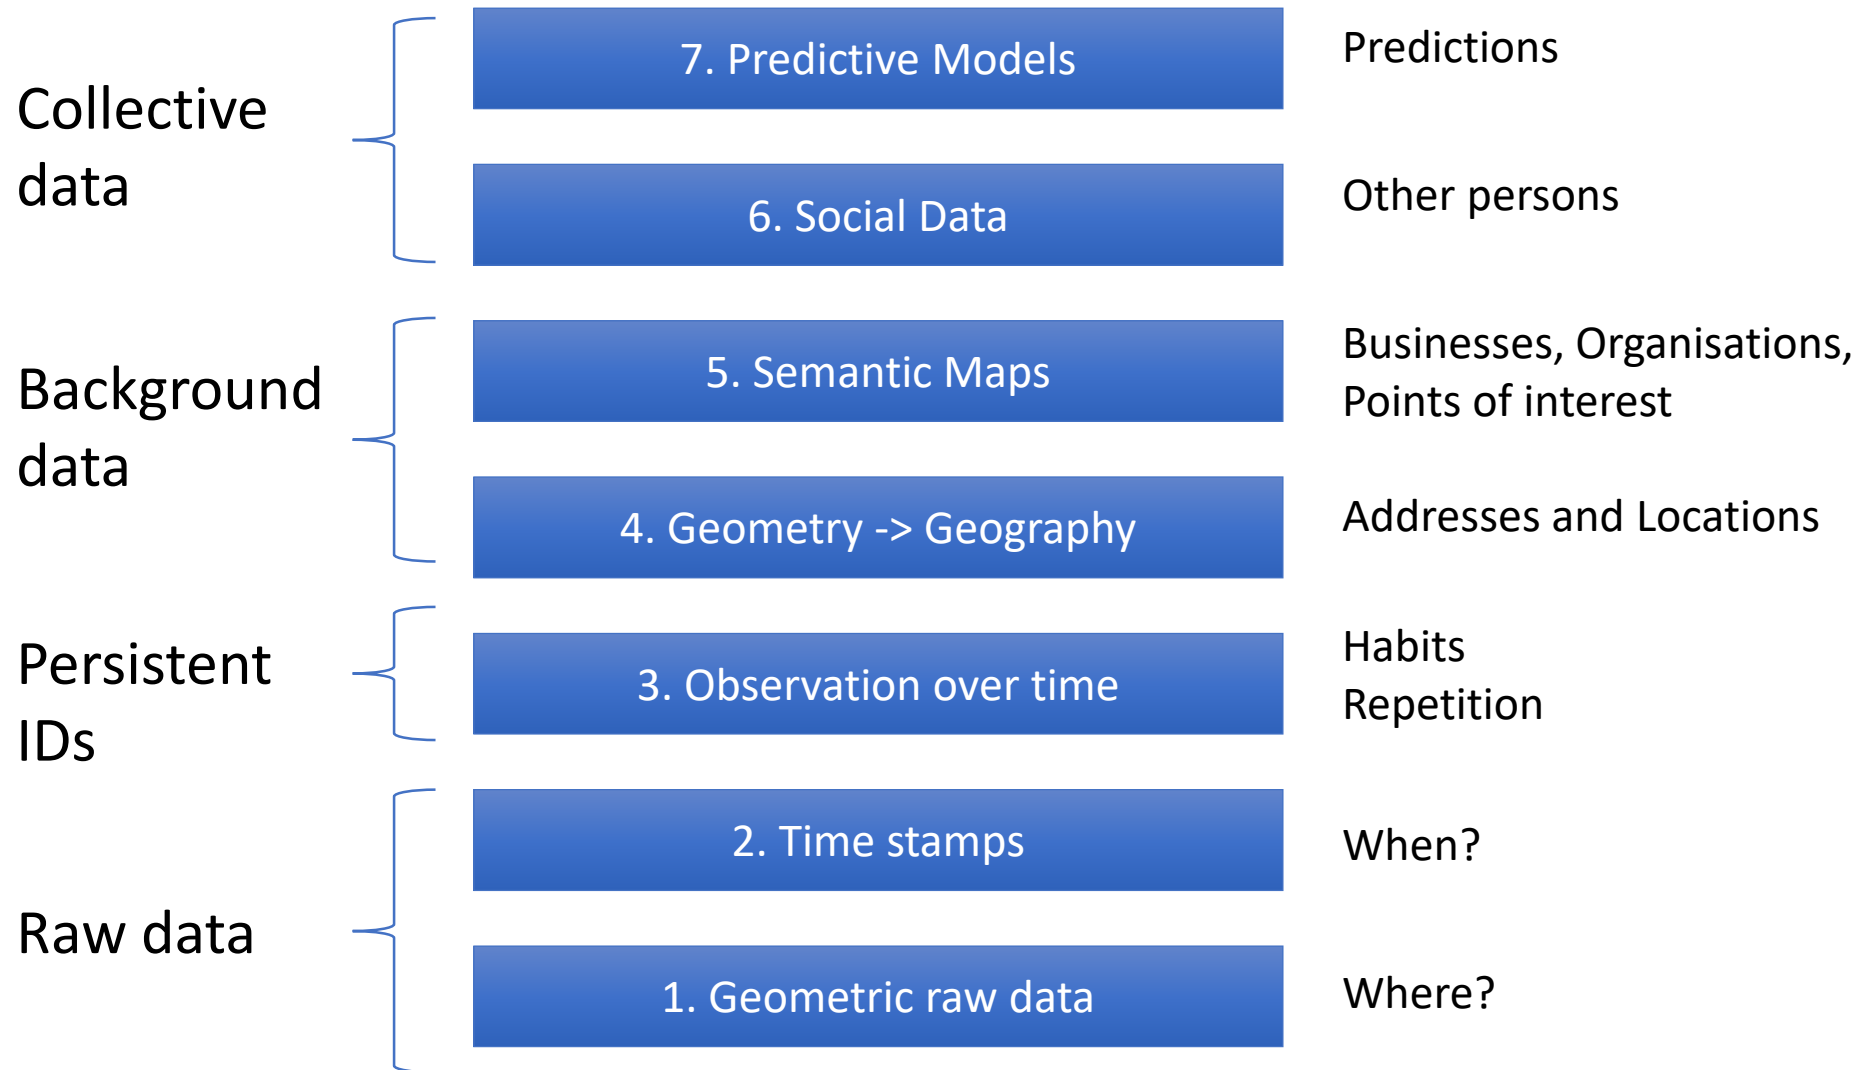 Collective
data
7. Predictive Models
Predictions
6. Social Data
Other persons
Background
data
5. Semantic Maps
Businesses, Organisations,
Points of interest
4. Geometry -> Geography
Addresses and Locations
Persistent
IDs
3. Observation over time
Habits
Repetition
Raw data
2. Time stamps
When?
1. Geometric raw data
Where?